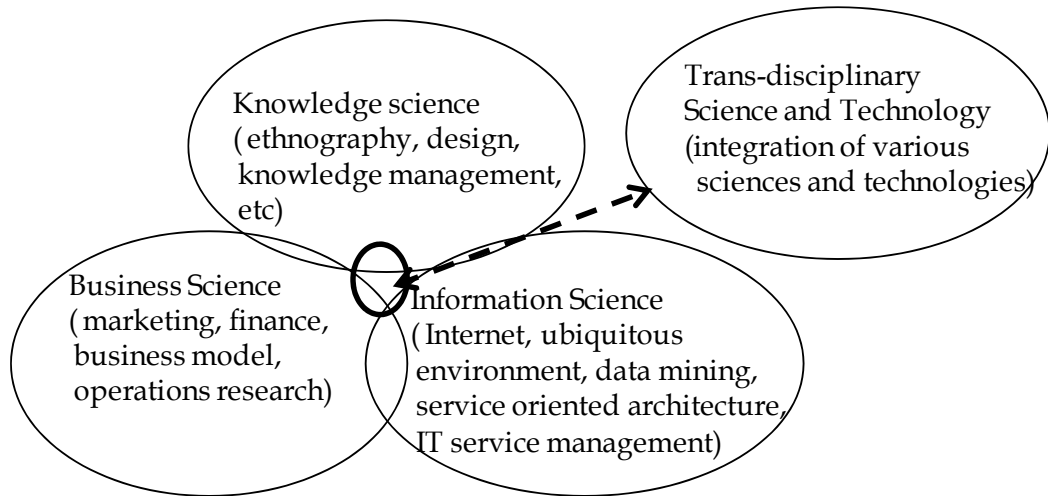 Knowledge science
(ethnography, design,
knowledge management,
etc)
Trans-disciplinary
Science and Technology
(integration of various
sciences and technologies)
Business Science
(marketing, finance,
business model,
operations research)
Information Science
(Internet, ubiquitous
environment, data mining,
service oriented architecture,
IT service management)